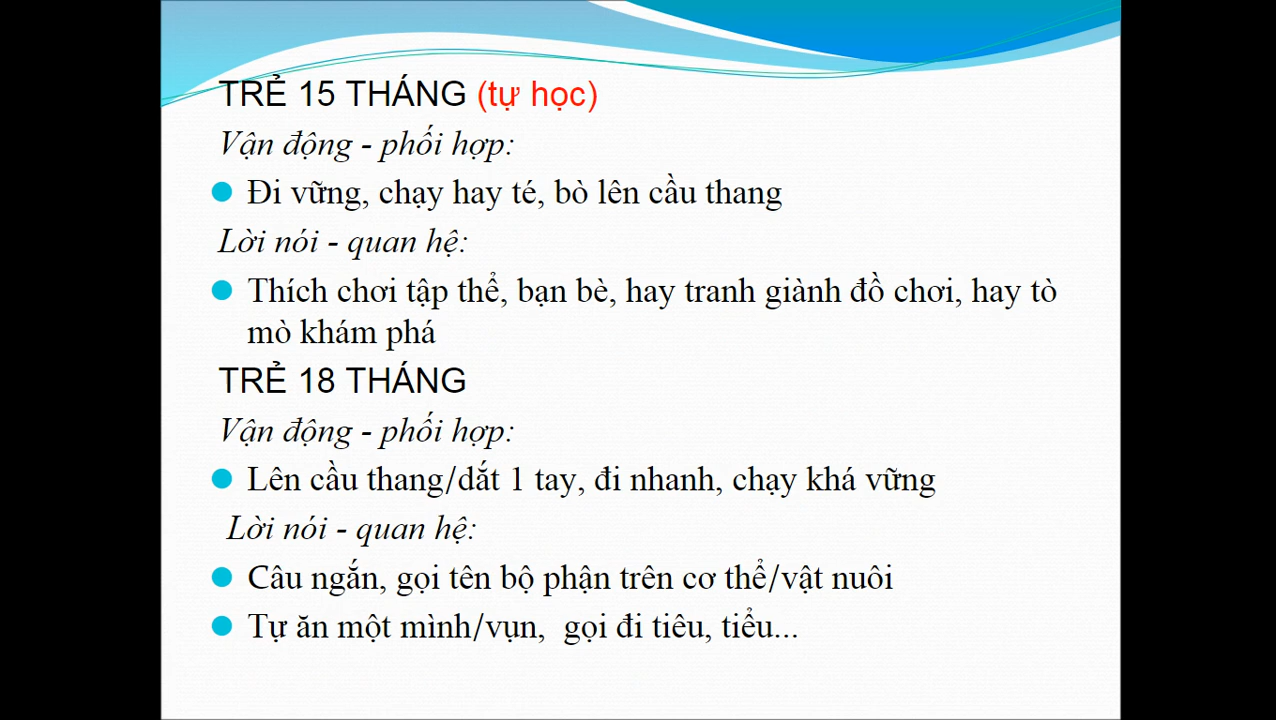 TRẺ 15 THÁNG (tự học)
Vận động - phối hợp:
Đi vững, chạy hay té, bò lên cầu thang
Lời nói - quan hệ:
Thích chơi tập thể, bạn bè, hay tranh giành đồ chơi, hay tò
mò khám phá
TRẺ 18 THÁNG
Vận động - phối hợp:
Lên cầu thang/dắt 1 tay, đi nhanh, chạy khá vững
Lời nói - quan hệ:
Câu ngắn, gọi tên bộ phận trên cơ thể/vật nuôi
Tự ăn một mình/vụn, gọi đi tiêu, tiểu...